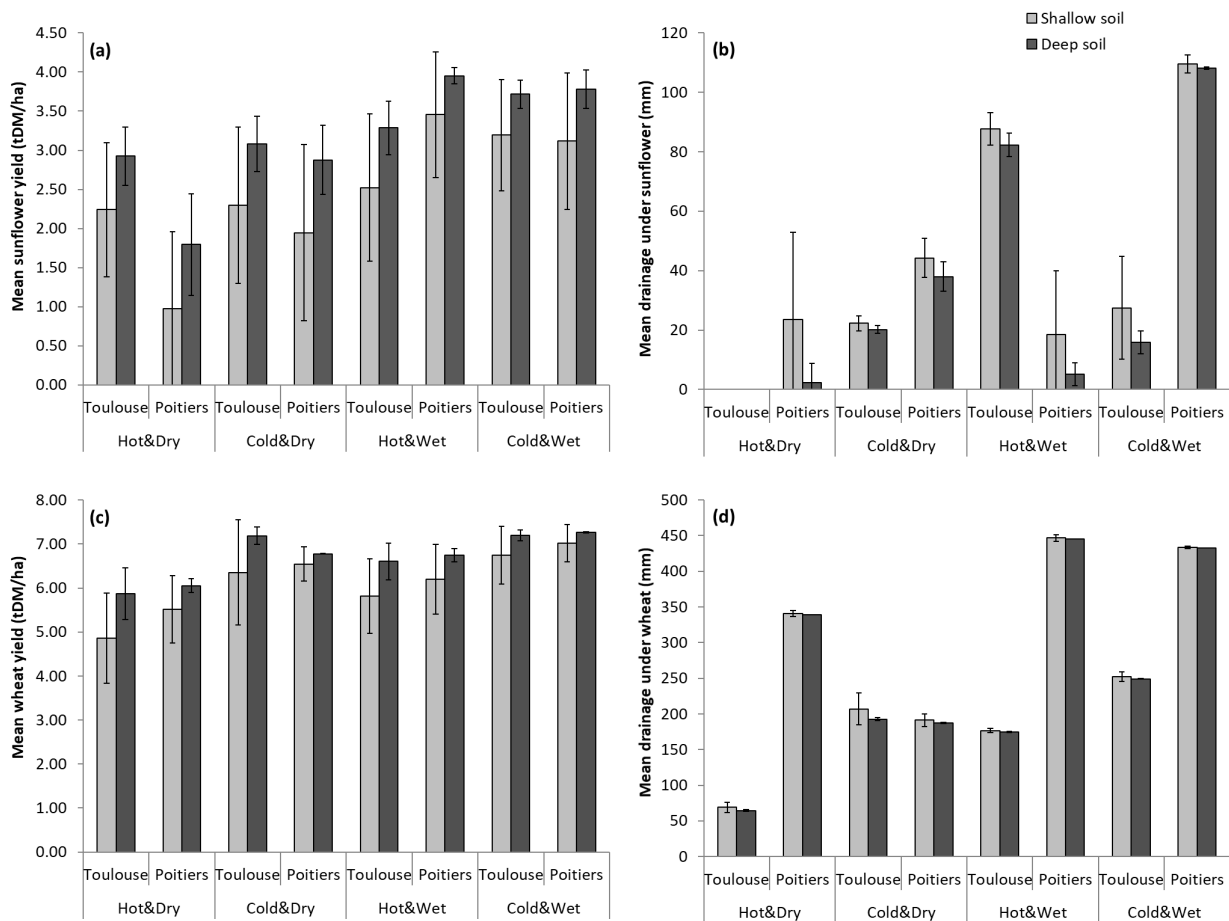 (a)
Mean sunflower yield (tDM/ha)
4.50
4.00
3.50
3.00
2.50
2.00
1.50
1.00
0.50
0.00
Toulouse Poitiers Toulouse Poitiers Toulouse Poitiers Toulouse Poitiers
Hot&Dry Cold&Dry Hot&Wet Cold&Wet
Shallow soil
Deep soil
(b)
Mean drainage under sunflower (mm)
120
100
80
60
40
20
0
Toulouse Poitiers Toulouse Poitiers Toulouse Poitiers Toulouse Poitiers
Hot&Dry Cold&Dry Hot&Wet Cold&Wet
(c)
Mean wheat yield (tDM/ha)
8.00
7.00
6.00
5.00
4.00
3.00
2.00
1.00
0.00
Toulouse Poitiers Toulouse Poitiers Toulouse Poitiers Toulouse Poitiers
Hot&Dry Cold&Dry Hot&Wet Cold&Wet
(d)
Mean drainage under wheat (mm)
500
450
400
350
300
250
200
150
100
50
0
Toulouse Poitiers Toulouse Poitiers Toulouse Poitiers Toulouse Poitiers
Hot&Dry Cold&Dry Hot&Wet Cold&Wet